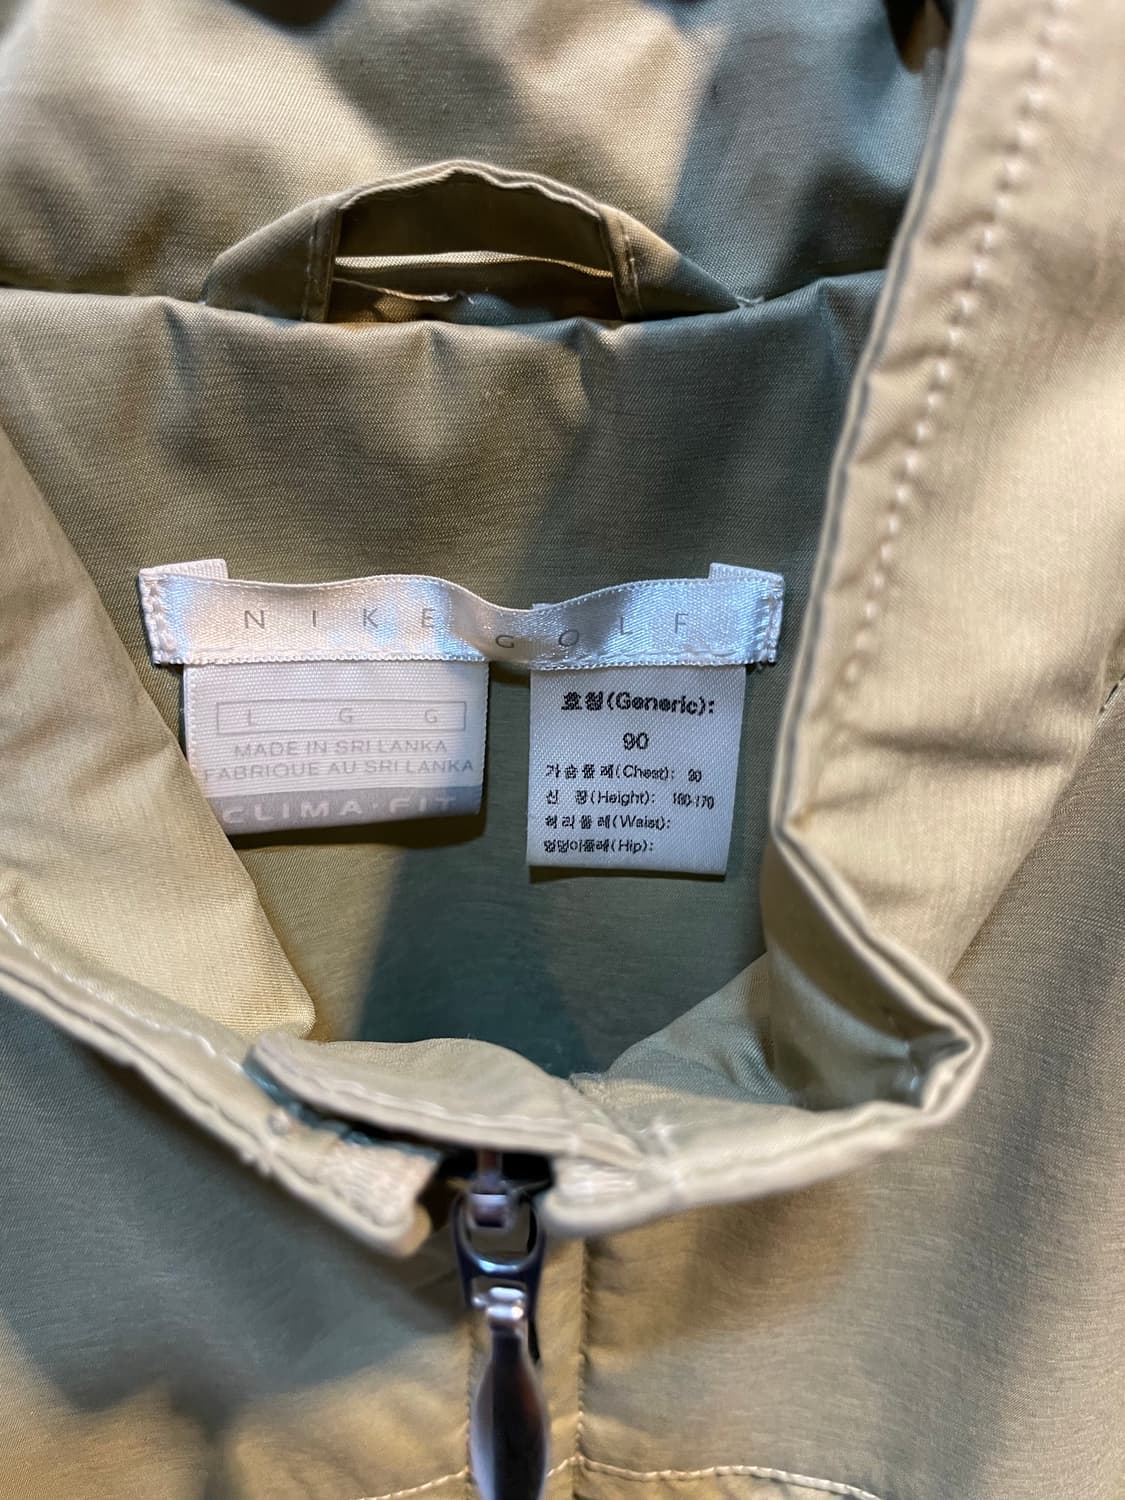 NIKE GOLF
L G G
MADE IN SRI LANKA
FABRIQUE AU SRI LANKA
CLIMA·FIT
호칭(Generic):
90
가슴둘레(Chest): 90
신 장(Height): 160-170
허리둘레(Waist):
엉덩이둘레(Hip):